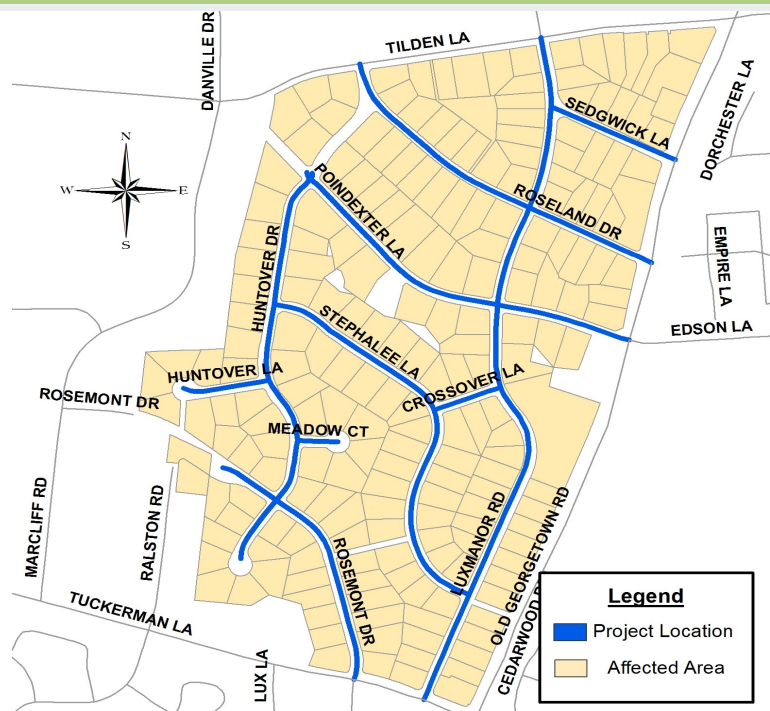 DANVILLE DR
TILDEN LA
SEDGWICK LA
DORCHESTER LA
N
W
E
S
POINDEXTER LA
ROSELAND DR
EMPIRE LA
HUNTOVER DR
STEPHALEE LA
EDSON LA
HUNTOVER LA
CROSSOVER LA
ROSEMONT DR
MEADOW CT
MARCLIFF RD
RALSTON RD
LUXMANOR RD
OLD GEORGETOWN RD
ROSEMONT DR
CEDARWOOD
TUCKERMAN LA
LUX LA
Legend
Project Location
Affected Area